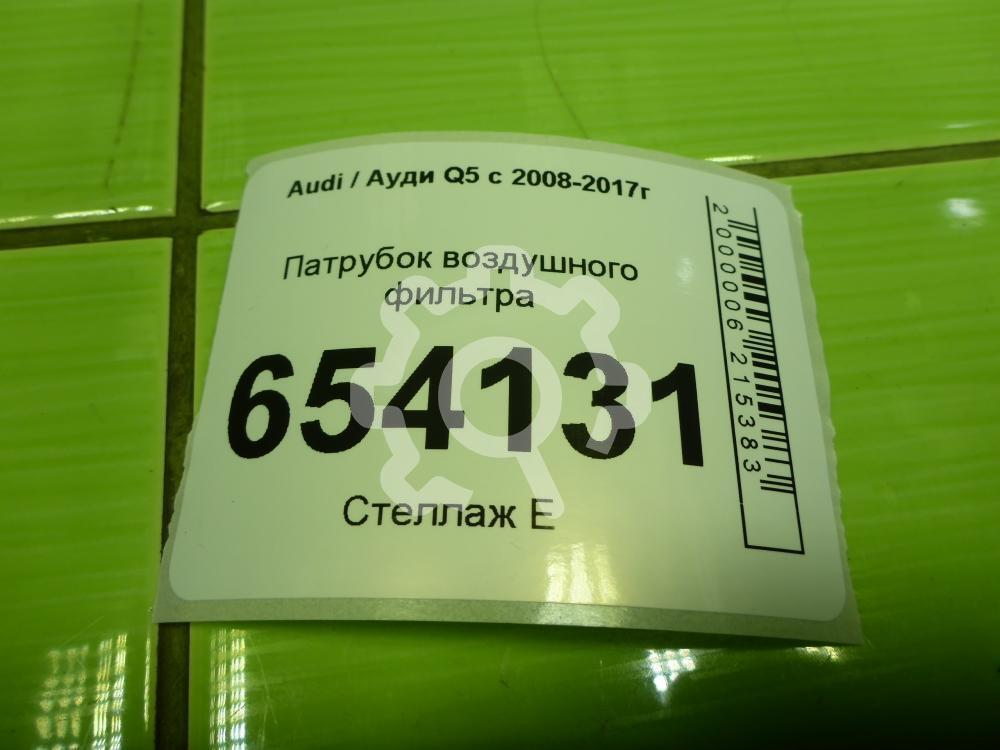 Audi / Ауди Q5 с 2008-2017г
Патрубок воздушного
фильтра
654131
Стеллаж Е
2000006215383